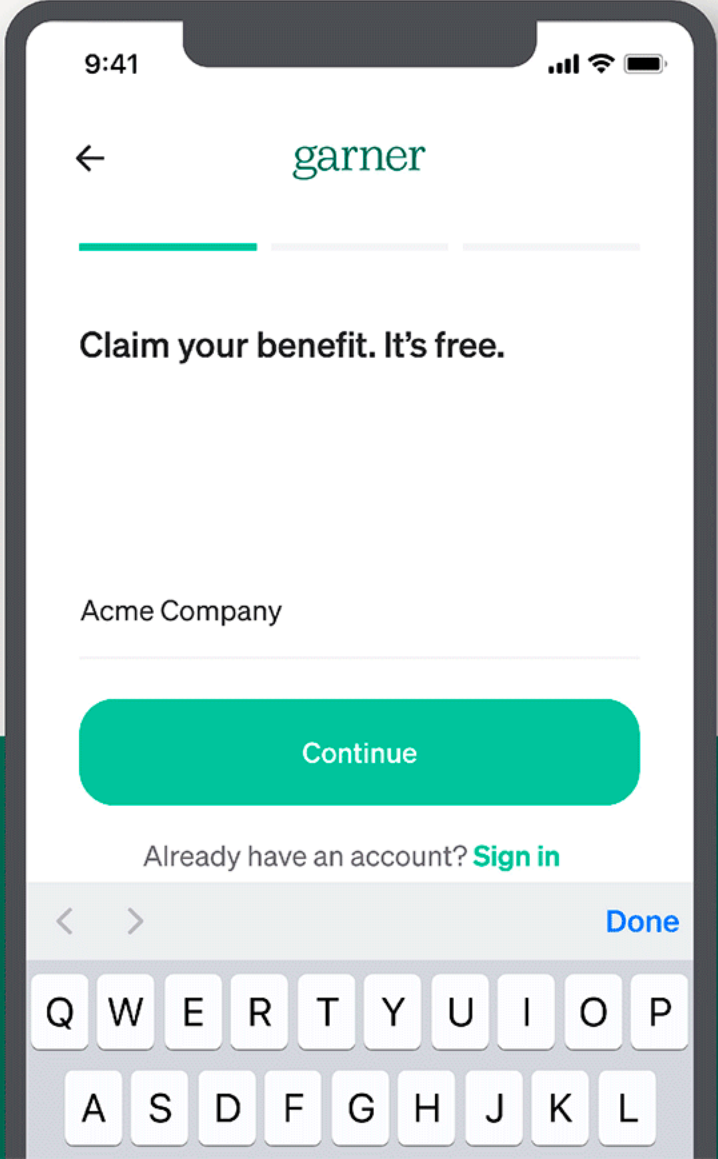 9:41
garner
Claim your benefit. It’s free.
Acme Company
Continue
Already have an account? Sign in
Done
Q W E R T Y U I O P
A S D F G H J K L